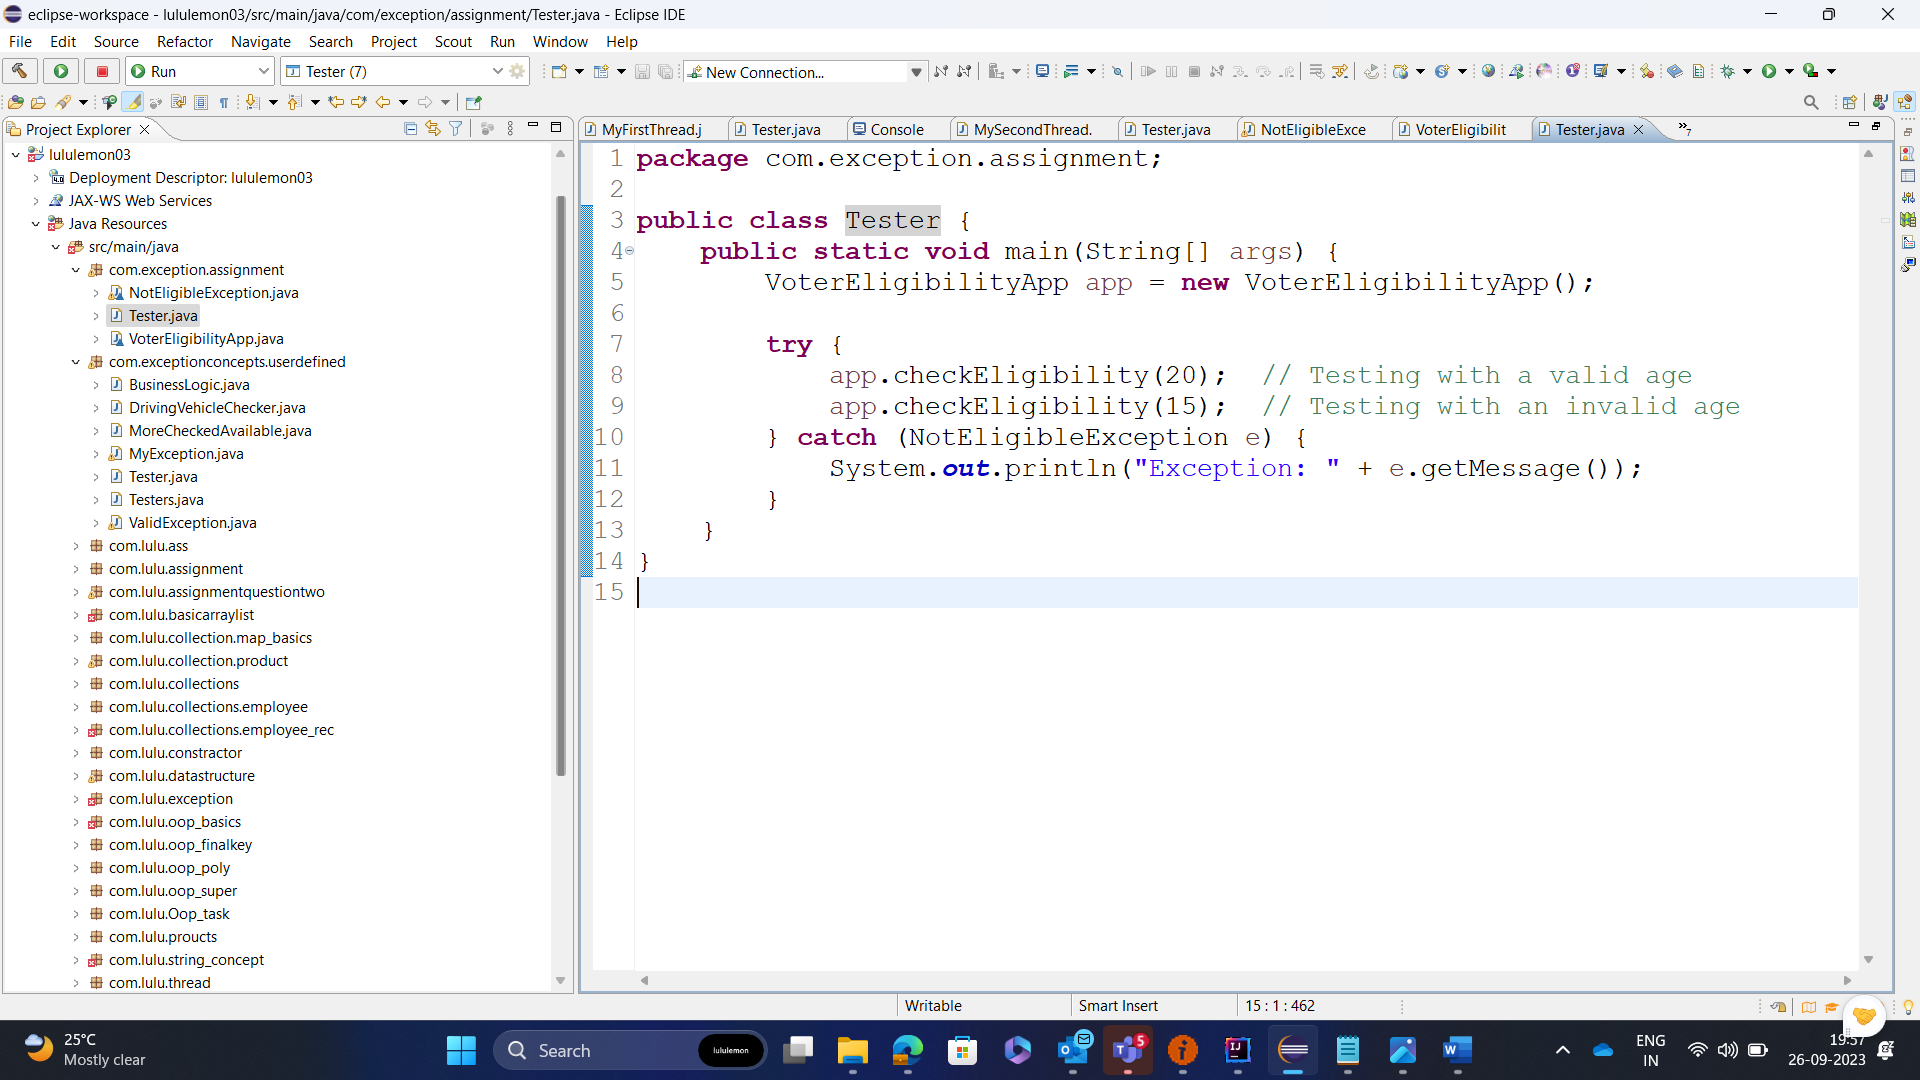 eclipse-workspace - lululemon03/src/main/java/com/exception/assignment/Tester.java - Eclipse IDE
File Edit Source Refactor Navigate Search Project Scout Run Window Help
Run
Tester (7)
New Connection...
Project Explorer
MyFirstThread.j
Tester.java
Console
MySecondThread.
Tester.java
NotEligibleExce
VoterEligibilit
Tester.java
»7
lululemon03
Deployment Descriptor: lululemon03
JAX-WS Web Services
Java Resources
src/main/java
com.exception.assignment
NotEligibleException.java
Tester.java
VoterEligibilityApp.java
com.exceptionconcepts.userdefined
BusinessLogic.java
DrivingVehicleChecker.java
MoreCheckedAvailable.java
MyException.java
Tester.java
Testers.java
ValidException.java
com.lulu.ass
com.lulu.assignment
com.lulu.assignmentquestiontwo
com.lulu.basicarraylist
com.lulu.collection.map_basics
com.lulu.collection.product
com.lulu.collections
com.lulu.collections.employee
com.lulu.collections.employee_rec
com.lulu.constractor
com.lulu.datastructure
com.lulu.exception
com.lulu.oop_basics
com.lulu.oop_finalkey
com.lulu.oop_poly
com.lulu.oop_super
com.lulu.Oop_task
com.lulu.proucts
com.lulu.string_concept
com.lulu.thread
1 package com.exception.assignment;
2
3 public class Tester {
4 public static void main(String[] args) {
5 VoterEligibilityApp app = new VoterEligibilityApp();
6
7 try {
8 app.checkEligibility(20); // Testing with a valid age
9 app.checkEligibility(15); // Testing with an invalid age
10 } catch (NotEligibleException e) {
11 System.out.println("Exception: " + e.getMessage());
12 }
13 }
14 }
15
Writable
Smart Insert
15 : 1 : 462
25°C
Mostly clear
Search
lululemon
5
ENG
IN
19:57
26-09-2023